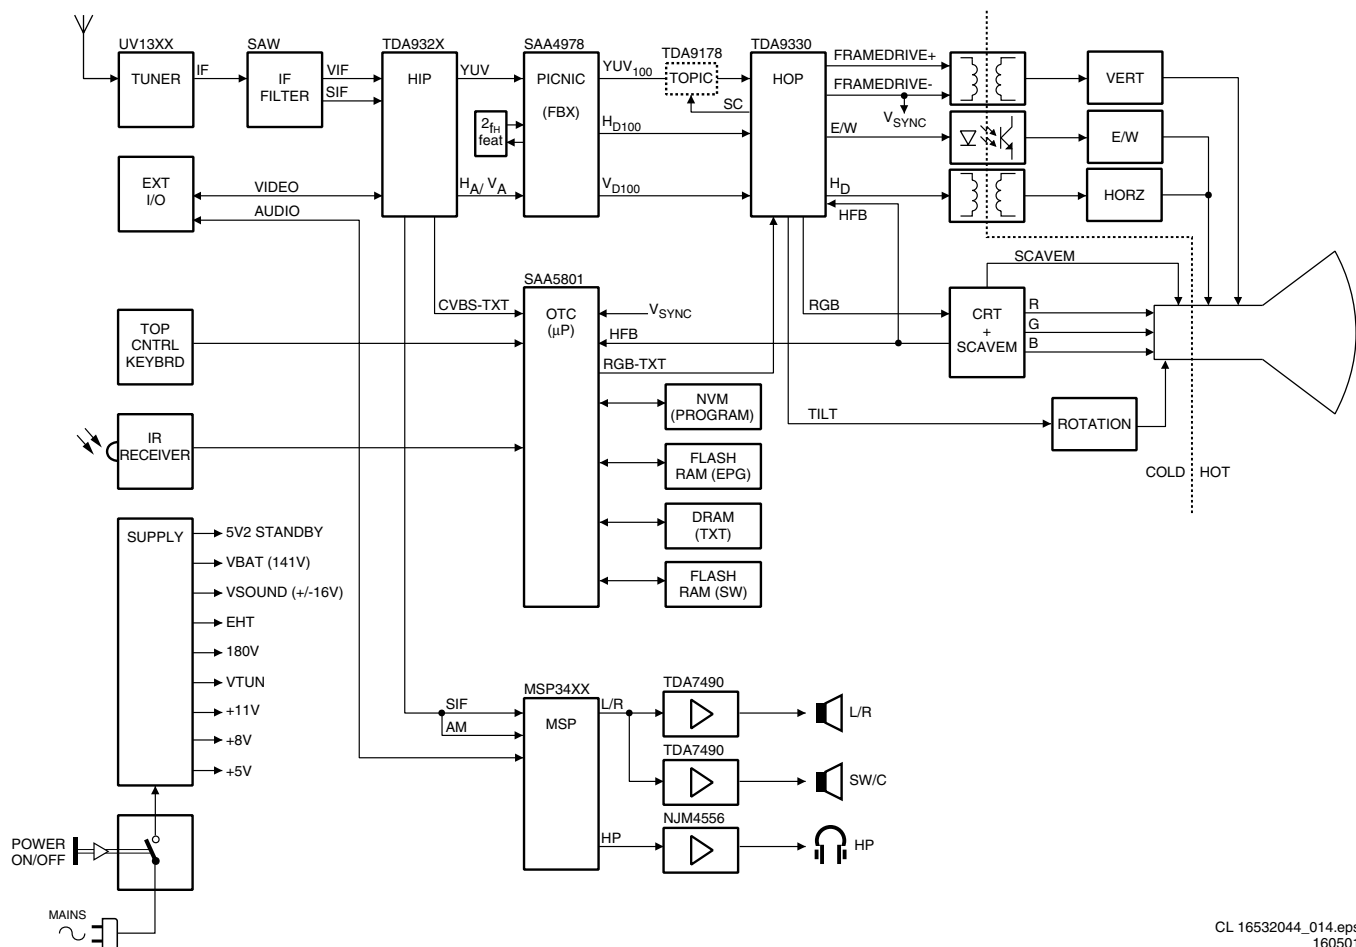 UV13XX
TUNER
IF
SAW
IF
FILTER
VIF
SIF
TDA932X
HIP
YUV
SAA4978
PICNIC
(FBX)
2fH
feat
HA/ VA
YUV100
HD100
VD100
TDA9178
TOPIC
SC
TDA9330
HOP
FRAMEDRIVE+
FRAMEDRIVE-
VSYNC
E/W
HD
HFB
VERT
E/W
HORZ
EXT
I/O
VIDEO
AUDIO
SCAVEM
TOP
CNTRL
KEYBRD
CVBS-TXT
SAA5801
OTC
(µP)
VSYNC
HFB
RGB-TXT
RGB
CRT
+
SCAVEM
R
G
B
IR
RECEIVER
NVM
(PROGRAM)
FLASH
RAM (EPG)
DRAM
(TXT)
FLASH
RAM (SW)
TILT
ROTATION
COLD
HOT
SUPPLY
5V2 STANDBY
VBAT (141V)
VSOUND (+/-16V)
EHT
180V
VTUN
+11V
+8V
+5V
SIF
AM
MSP34XX
MSP
L/R
TDA7490
L/R
TDA7490
SW/C
HP
NJM4556
HP
POWER
ON/OFF
MAINS
CL 16532044_014.eps
160501